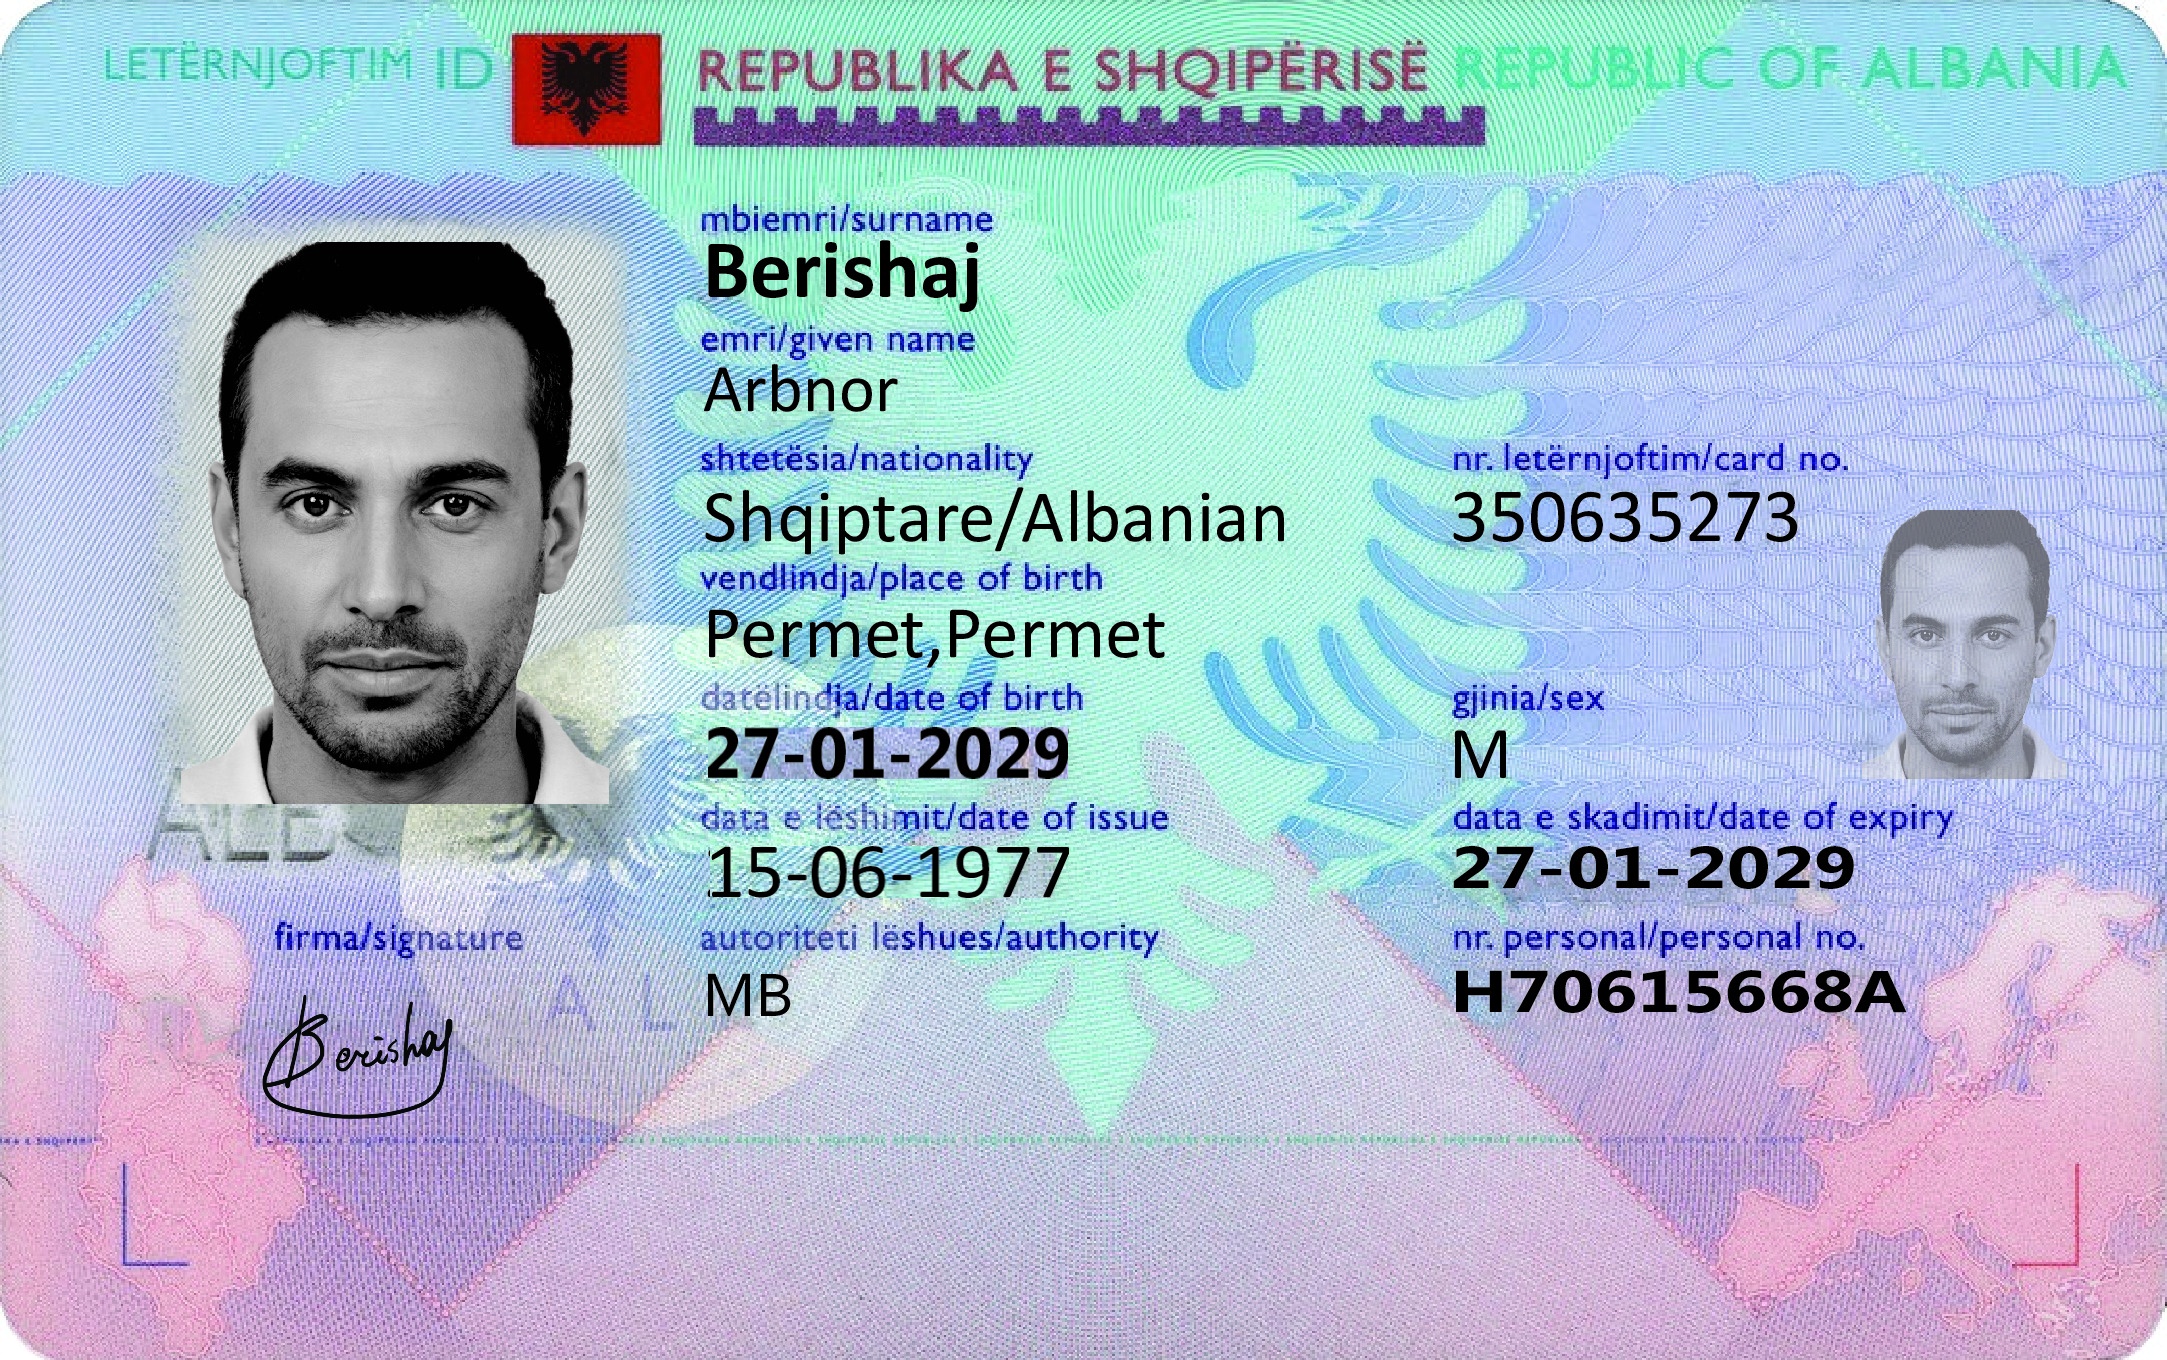 LETËRNJOFTIM ID REPUBLIKA E SHQIPËRISË REPUBLIC OF ALBANIA
mbiemri/surname
Berishaj
emri/given name
Arbnor
shtetësia/nationality nr. letërnjoftim/card no.
Shqiptare/Albanian 350635273
vendlindja/place of birth
Permet,Permet
datëlindja/date of birth gjinia/sex
27-01-2029 M
data e lëshimit/date of issue data e skadimit/date of expiry
15-06-1977 27-01-2029
firma/signature autoriteti lëshues/authority nr. personal/personal no.
MB H70615668A
Berishaj